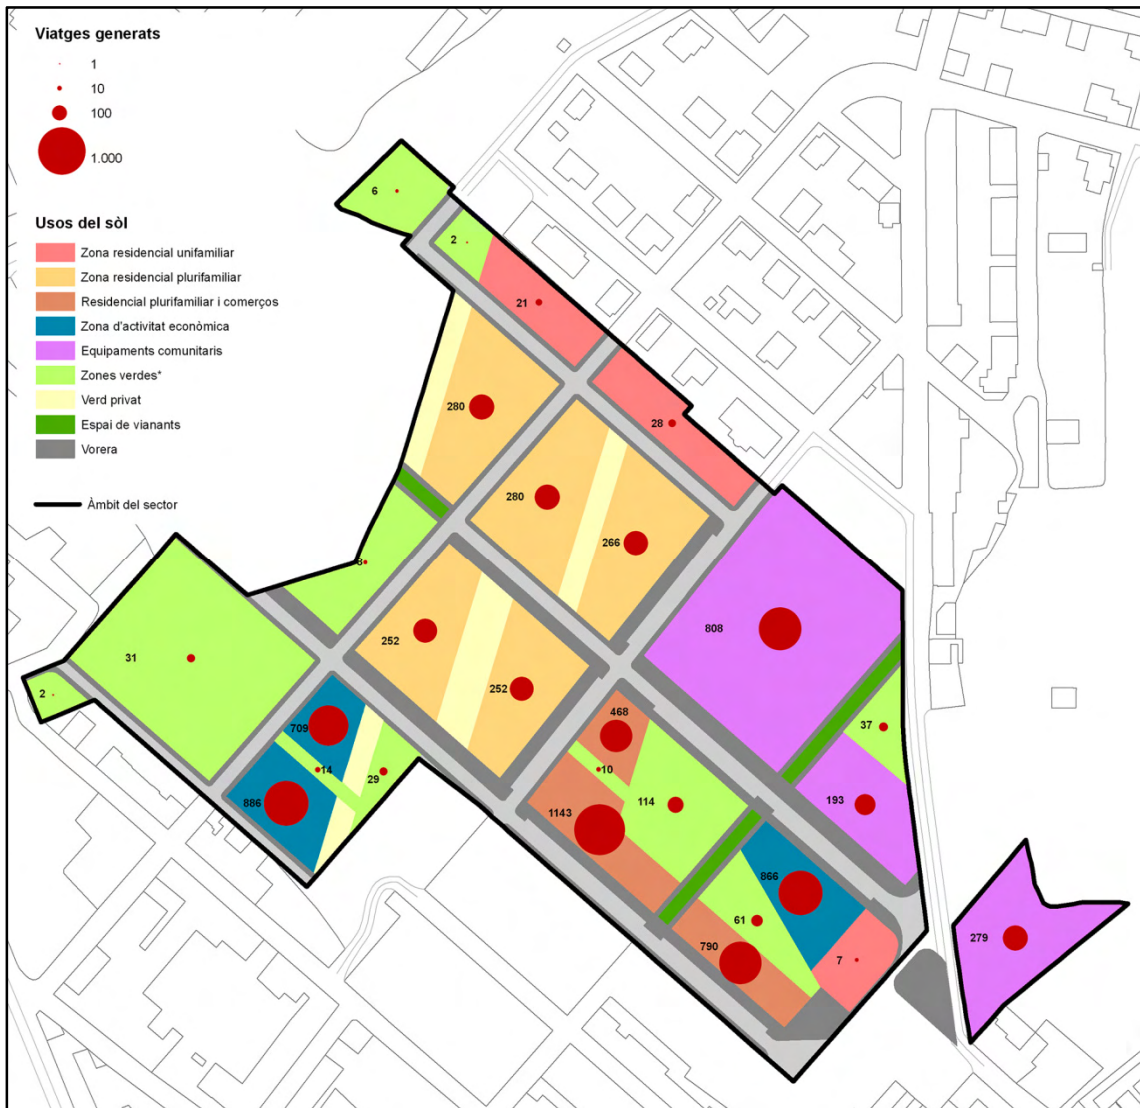 Viatges generats
1
10
100
1.000
Usos del sòl
Zona residencial unifamiliar
Zona residencial plurifamiliar
Residencial plurifamiliar i comerços
Zona d'activitat econòmica
Equipaments comunitaris
Zones verdes*
Verd privat
Espai de vianants
Vorera
Àmbit del sector
6
2
21
28
280
280
266
8
252
252
31
2
808
37
193
709
14
29
886
468
10
114
1143
866
61
790
7
279